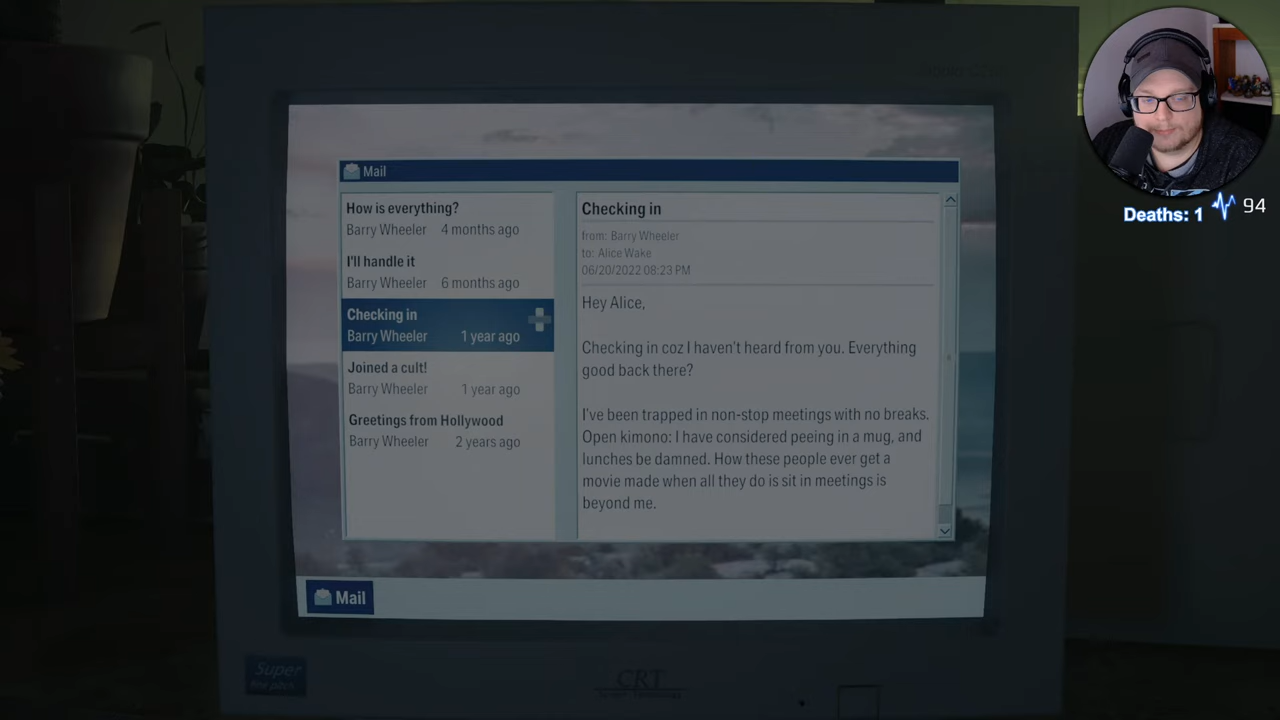 Mail
How is everything?
Barry Wheeler 4 months ago
I'll handle it
Barry Wheeler 6 months ago
Checking in
Barry Wheeler 1 year ago
Joined a cult!
Barry Wheeler 1 year ago
Greetings from Hollywood
Barry Wheeler 2 years ago
Checking in
from: Barry Wheeler
to: Alice Wake
06/20/2022 08:23 PM
Hey Alice,
Checking in coz I haven't heard from you. Everything
good back there?
I've been trapped in non-stop meetings with no breaks.
Open kimono: I have considered peeing in a mug, and
lunches be damned. How these people ever get a
movie made when all they do is sit in meetings is
beyond me.
Mail
Super
fine pitch
CRT
Deaths: 1
94